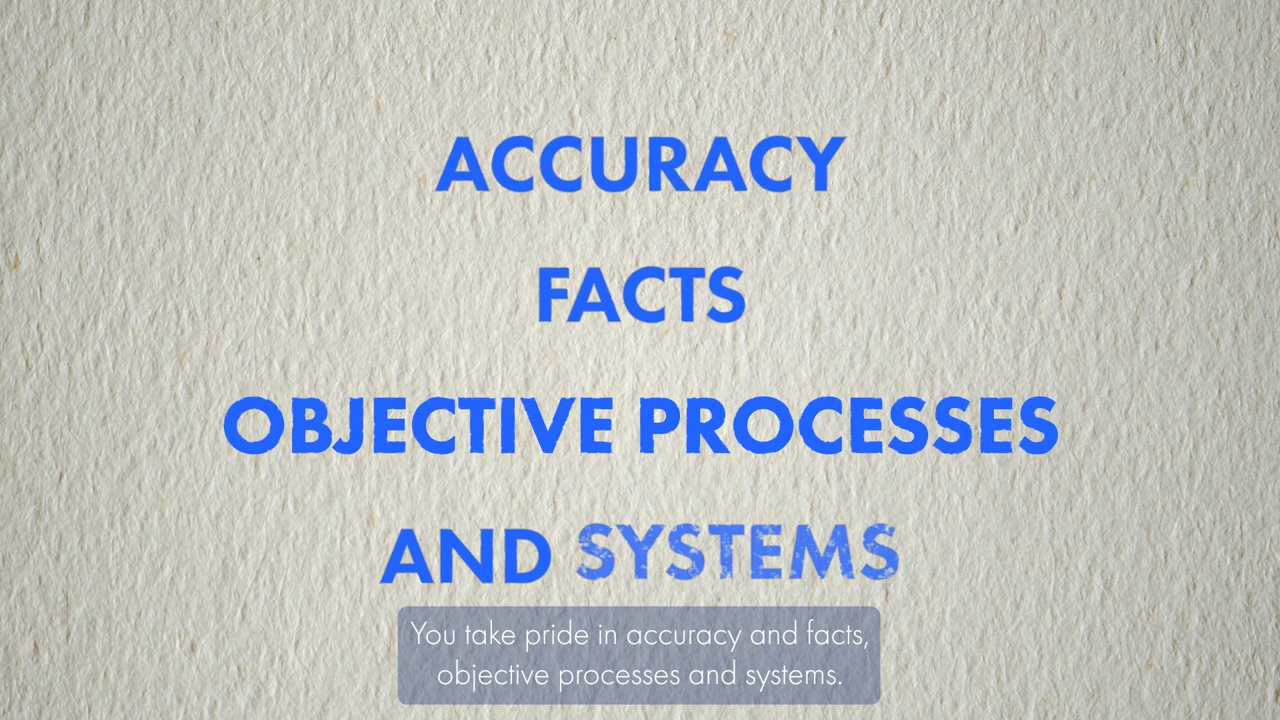 ACCURACY
FACTS
OBJECTIVE PROCESSES
AND SYSTEMS
You take pride in accuracy and facts,
objective processes and systems.